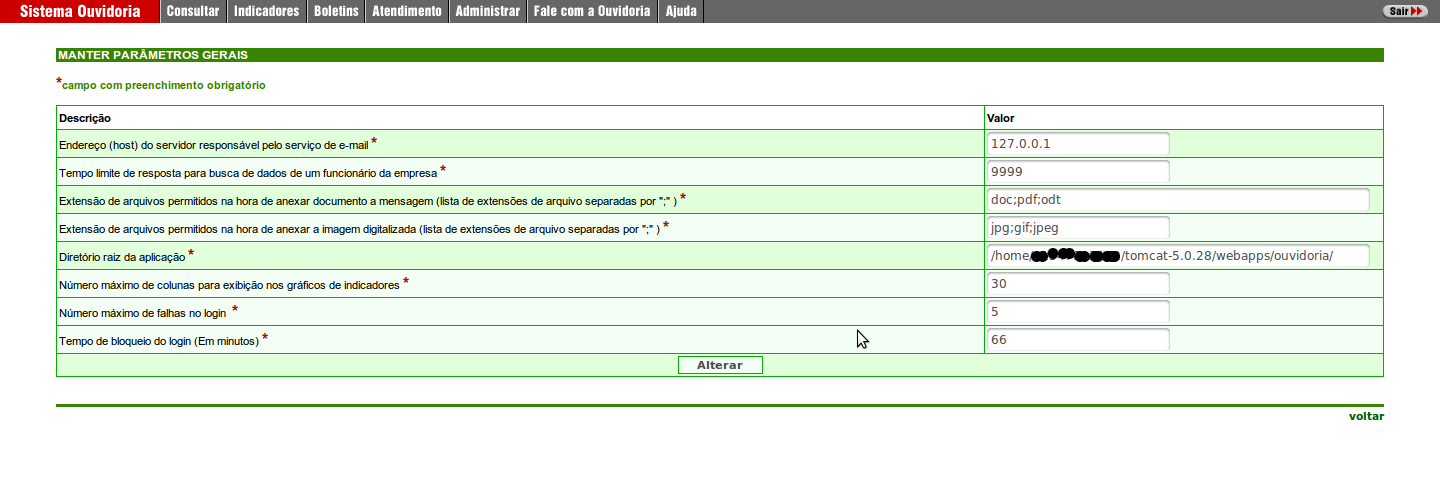 Sistema Ouvidoria Consultar Indicadores Boletins Atendimento Administrar Fale com a Ouvidoria Ajuda Sair
MANTER PARÂMETROS GERAIS
*campo com preenchimento obrigatório
Descrição Valor
Endereço (host) do servidor responsável pelo serviço de e-mail * 127.0.0.1
Tempo limite de resposta para busca de dados de um funcionário da empresa * 9999
Extensão de arquivos permitidos na hora de anexar documento a mensagem (lista de extensões de arquivo separadas por ";" ) * doc;pdf;odt
Extensão de arquivos permitidos na hora de anexar a imagem digitalizada (lista de extensões de arquivo separadas por ";" ) * jpg;gif;jpeg
Diretório raiz da aplicação * /home/ /tomcat-5.0.28/webapps/ouvidoria/
Número máximo de colunas para exibição nos gráficos de indicadores * 30
Número máximo de falhas no login * 5
Tempo de bloqueio do login (Em minutos) * 66
Alterar
voltar